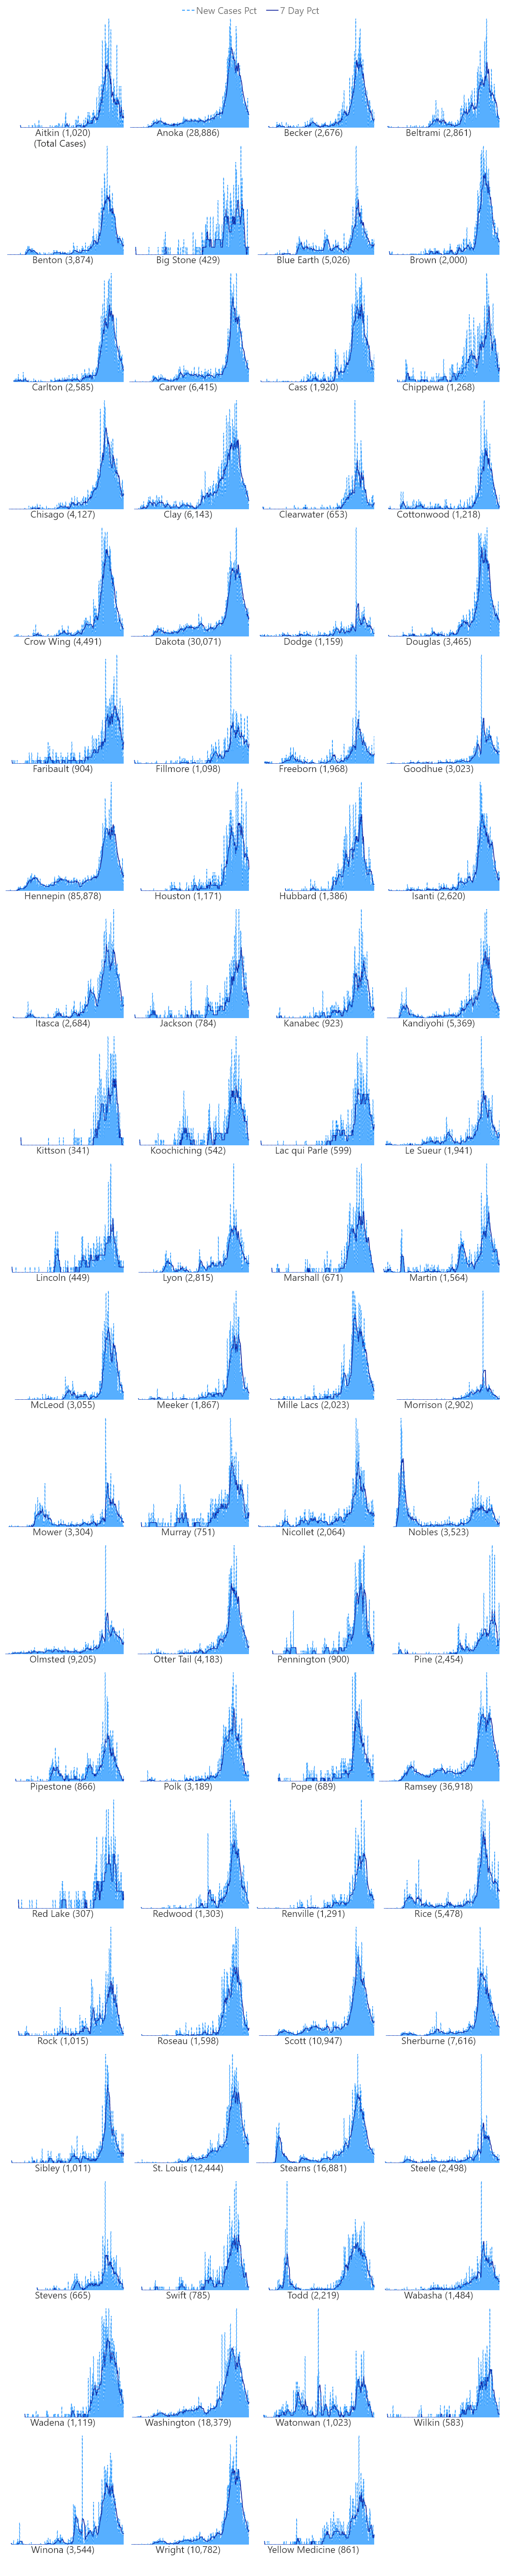 New Cases Pct 7 Day Pct
Aitkin (1,020) Anoka (28,886) Becker (2,676) Beltrami (2,861)
(Total Cases)
Benton (3,874) Big Stone (429) Blue Earth (5,026) Brown (2,000)
Carlton (2,585) Carver (6,415) Cass (1,920) Chippewa (1,268)
Chisago (4,127) Clay (6,143) Clearwater (653) Cottonwood (1,218)
Crow Wing (4,491) Dakota (30,071) Dodge (1,159) Douglas (3,465)
Faribault (904) Fillmore (1,098) Freeborn (1,968) Goodhue (3,023)
Hennepin (85,878) Houston (1,171) Hubbard (1,386) Isanti (2,620)
Itasca (2,684) Jackson (784) Kanabec (923) Kandiyohi (5,369)
Kittson (341) Koochiching (542) Lac qui Parle (599) Le Sueur (1,941)
Lincoln (449) Lyon (2,815) Marshall (671) Martin (1,564)
McLeod (3,055) Meeker (1,867) Mille Lacs (2,023) Morrison (2,902)
Mower (3,304) Murray (751) Nicollet (2,064) Nobles (3,523)
Olmsted (9,205) Otter Tail (4,183) Pennington (900) Pine (2,454)
Pipestone (866) Polk (3,189) Pope (689) Ramsey (36,918)
Red Lake (307) Redwood (1,303) Renville (1,291) Rice (5,478)
Rock (1,015) Roseau (1,598) Scott (10,947) Sherburne (7,616)
Sibley (1,011) St. Louis (12,444) Stearns (16,881) Steele (2,498)
Stevens (665) Swift (785) Todd (2,219) Wabasha (1,484)
Wadena (1,119) Washington (18,379) Watonwan (1,023) Wilkin (583)
Winona (3,544) Wright (10,782) Yellow Medicine (861)